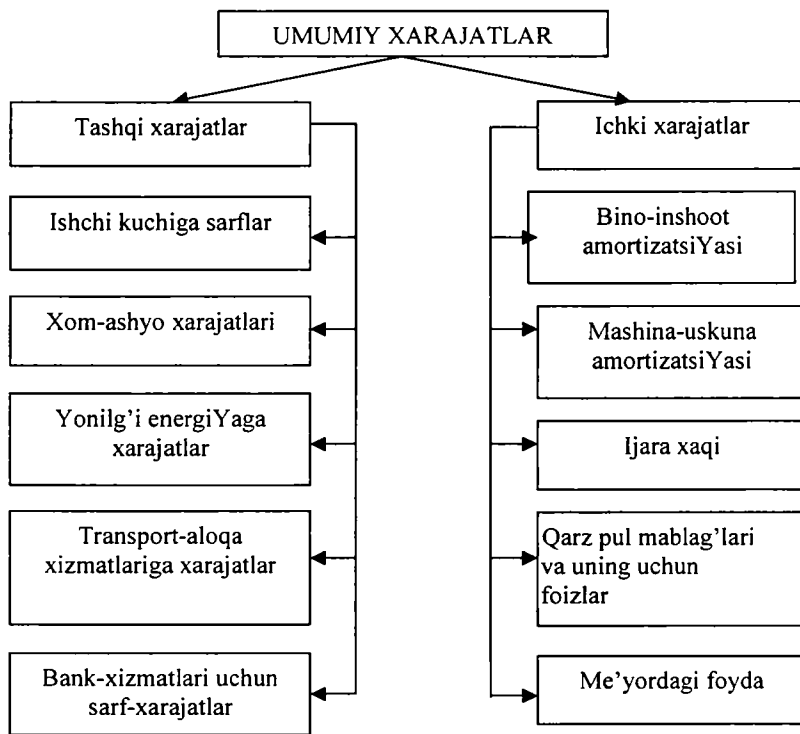 UMUMIY XARAJATLAR
Tashqi xarajatlar
Ishchi kuchiga sarflar
Xom-ashyo xarajatlari
Yonilg’i energiYaga
xarajatlar
Transport-aloqa
xizmatlariga xarajatlar
Bank-xizmatlari uchun
sarf-xarajatlar
Ichki xarajatlar
Bino-inshoot
amortizatsiYasi
Mashina-uskuna
amortizatsiYasi
Ijara xaqi
Qarz pul mablag’lari
va uning uchun
foizlar
Me’yordagi foyda